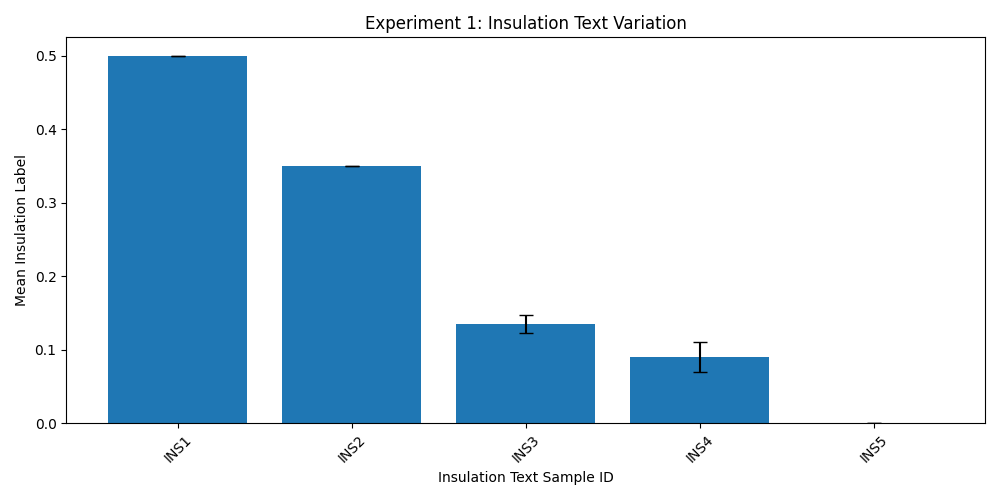 Experiment 1: Insulation Text Variation
Mean Insulation Label
0.5
0.4
0.3
0.2
0.1
0.0
INS1
INS2
INS3
INS4
INS5
Insulation Text Sample ID